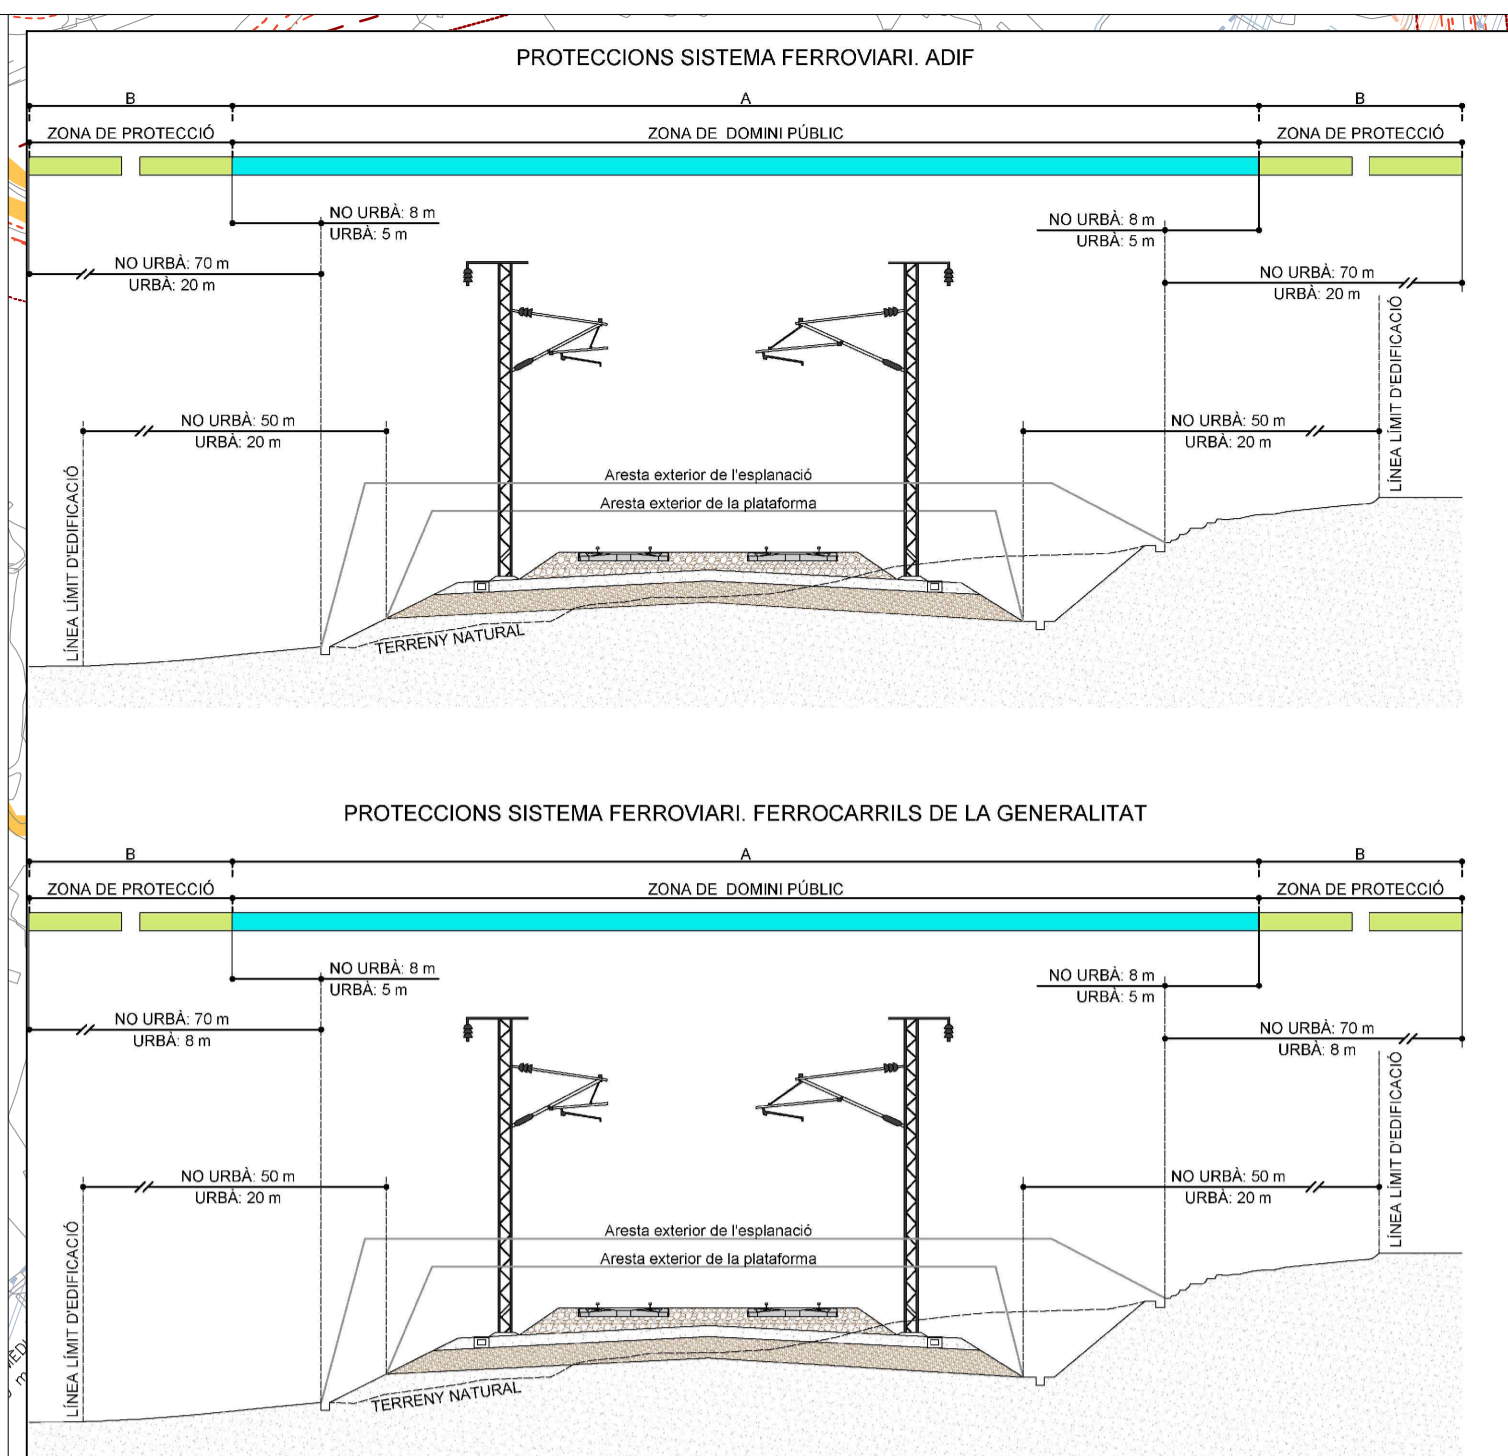 PROTECCIONS SISTEMA FERROVIARI. ADIF
B
A
B
ZONA DE PROTECCIÓ
ZONA DE DOMINI PÚBLIC
ZONA DE PROTECCIÓ
NO URBÀ: 8 m
URBÀ: 5 m
NO URBÀ: 8 m
URBÀ: 5 m
NO URBÀ: 70 m
URBÀ: 20 m
NO URBÀ: 70 m
URBÀ: 20 m
LÍNEA LÍMIT D'EDIFICACIÓ
NO URBÀ: 50 m
URBÀ: 20 m
NO URBÀ: 50 m
URBÀ: 20 m
LÍNEA LÍMIT D'EDIFICACIÓ
Aresta exterior de l'esplanació
Aresta exterior de la plataforma
TERRENY NATURAL
PROTECCIONS SISTEMA FERROVIARI. FERROCARRILS DE LA GENERALITAT
B
A
B
ZONA DE PROTECCIÓ
ZONA DE DOMINI PÚBLIC
ZONA DE PROTECCIÓ
NO URBÀ: 8 m
URBÀ: 5 m
NO URBÀ: 8 m
URBÀ: 5 m
NO URBÀ: 70 m
URBÀ: 8 m
NO URBÀ: 70 m
URBÀ: 8 m
LÍNEA LÍMIT D'EDIFICACIÓ
NO URBÀ: 50 m
URBÀ: 20 m
NO URBÀ: 50 m
URBÀ: 20 m
LÍNEA LÍMIT D'EDIFICACIÓ
Aresta exterior de l'esplanació
Aresta exterior de la plataforma
TERRENY NATURAL